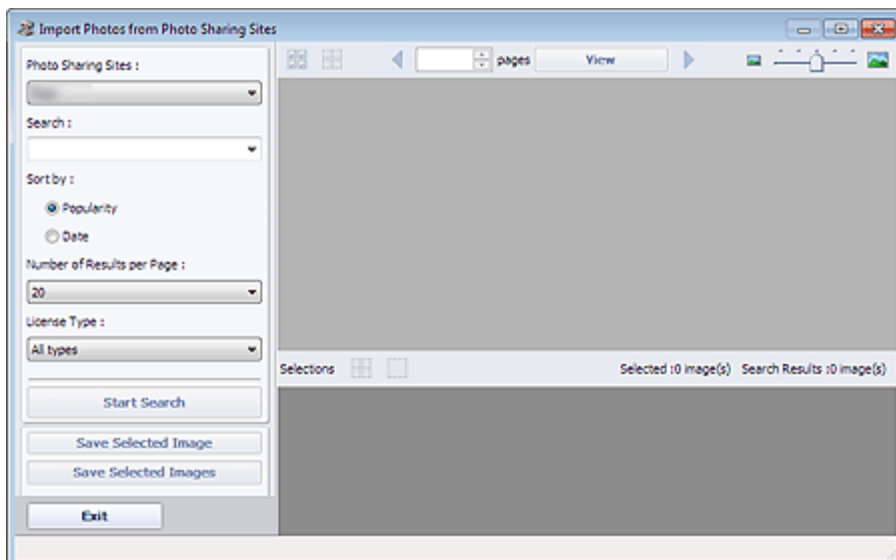 Import Photos from Photo Sharing Sites
Photo Sharing Sites :
Search :
Sort by :
Popularity
Date
Number of Results per Page :
20
License Type :
All types
Start Search
Save Selected Image
Save Selected Images
Exit
pages
View
Selections
Selected :0 image(s)
Search Results :0 image(s)